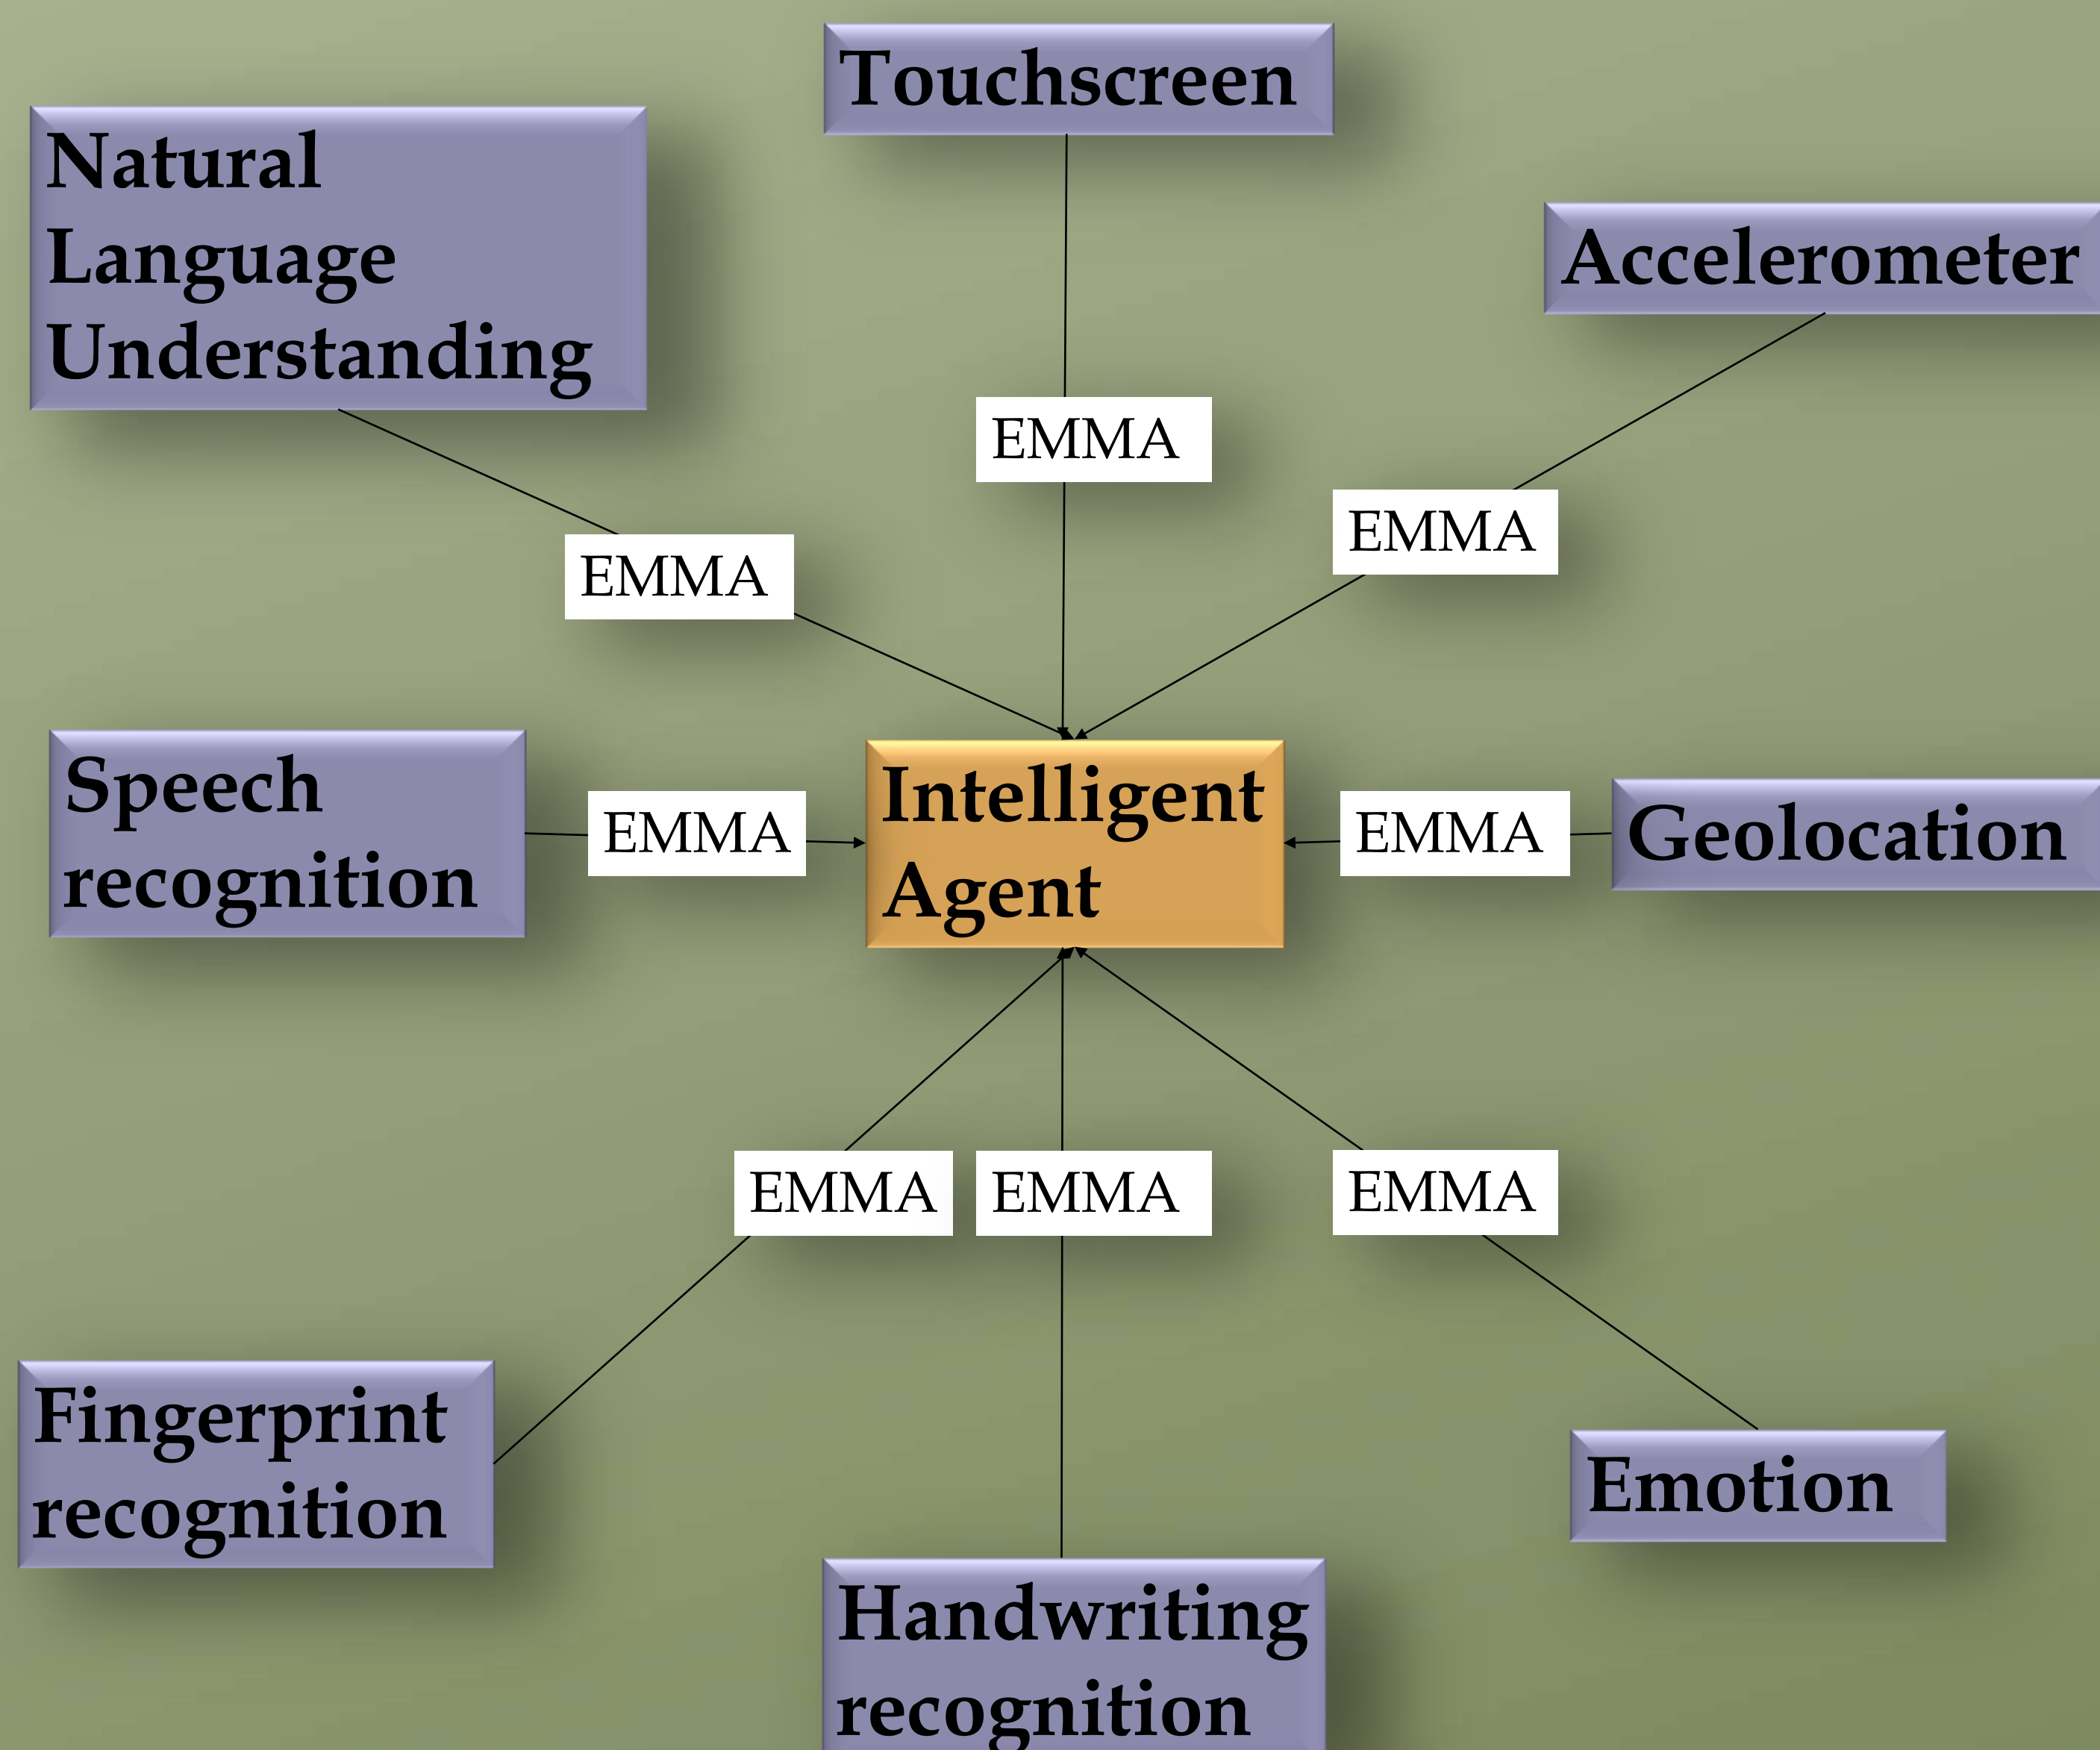 Touchscreen
Natural
Language
Understanding
Accelerometer
EMMA
EMMA
EMMA
Speech
recognition
EMMA
Intelligent
Agent
EMMA
Geolocation
EMMA
EMMA
EMMA
Fingerprint
recognition
Emotion
Handwriting
recognition